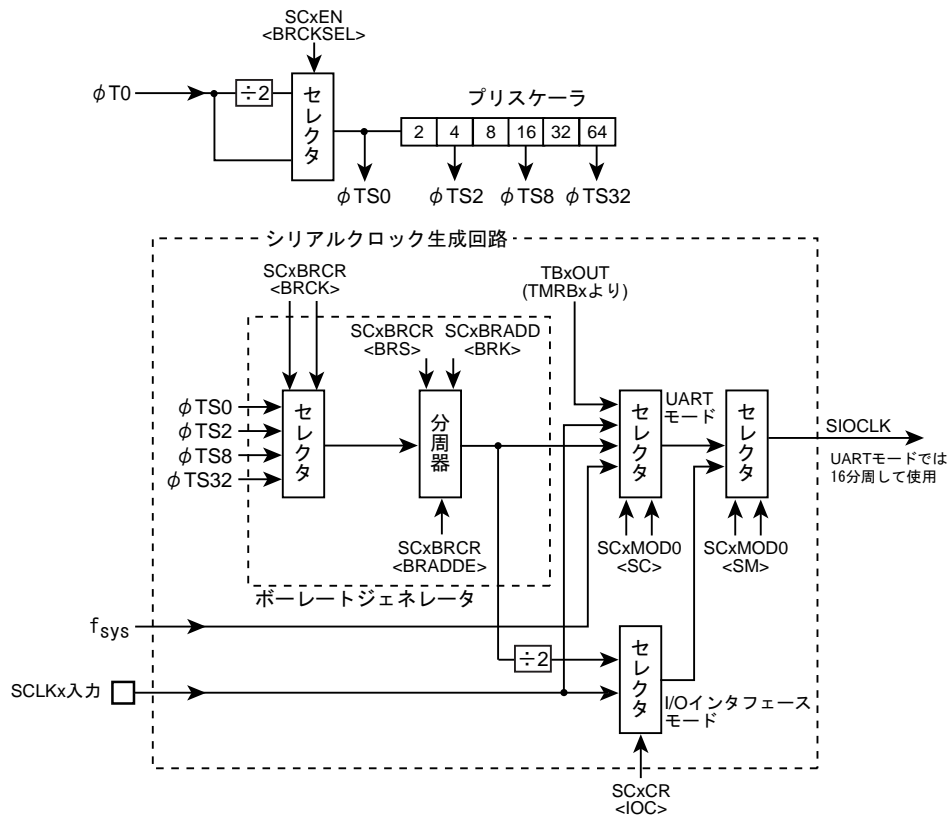 SCxEN
<BRCKSEL>
φT0
÷2
セレクタ
プリスケーラ
2 4 8 16 32 64
φTS0 φTS2 φTS8 φTS32
シリアルクロック生成回路
SCxBRCR
<BRCK>
TBxOUT
(TMRBxより)
SCxBRCR SCxBRADD
<BRS> <BRK>
φTS0
φTS2
φTS8
φTS32
セレクタ
分周器
セレクタ
UART
モード
セレクタ
SIOCLK
UARTモードでは
16分周して使用
SCxBRCR
<BRADDE>
SCxMOD0
<SC>
SCxMOD0
<SM>
ボーレートジェネレータ
fsys
÷2
セレクタ
SCLKx入力
I/Oインタフェース
モード
SCxCR
<IOC>